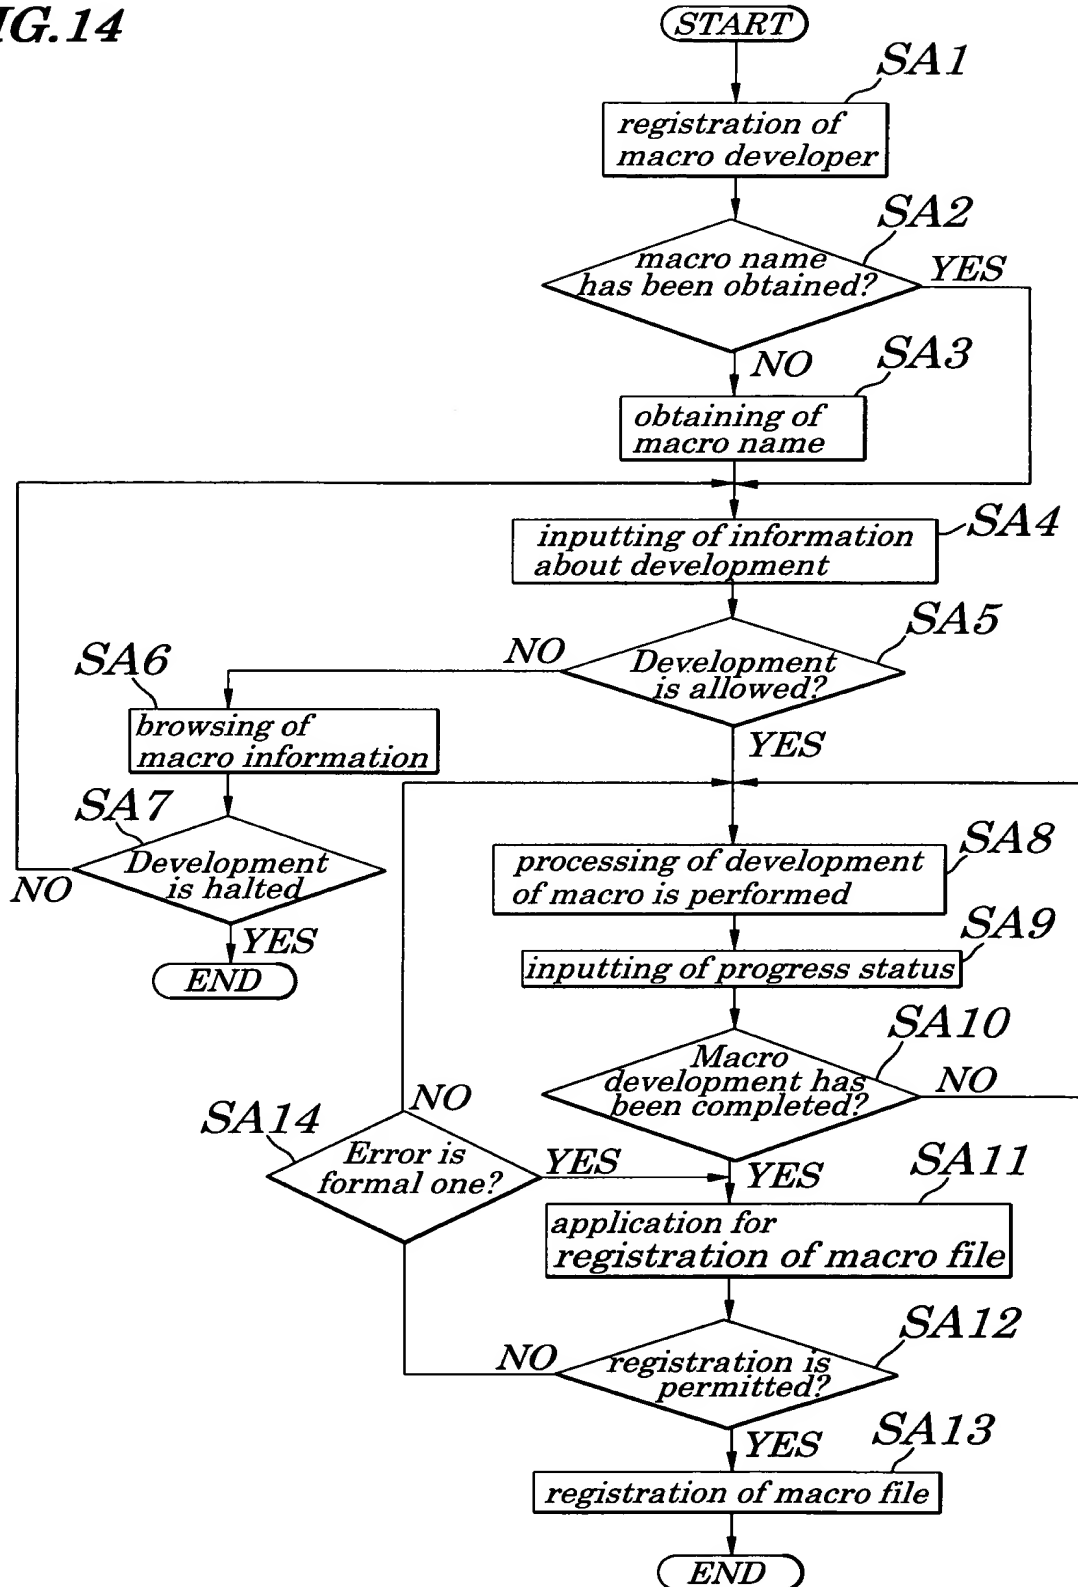 IG.14
START
SA1
registration of
macro developer
SA2
macro name
has been obtained?
YES
NO
SA3
obtaining of
macro name
SA4
inputting of information
about development
SA5
Development
is allowed?
NO
YES
SA6
browsing of
macro information
SA7
Development
is halted
NO
YES
END
SA8
processing of development
of macro is performed
SA9
inputting of progress status
SA10
Macro
development has
been completed?
NO
YES
SA14
Error is
formal one?
NO
YES
SA11
application for
registration of macro file
SA12
registration is
permitted?
NO
YES
SA13
registration of macro file
END